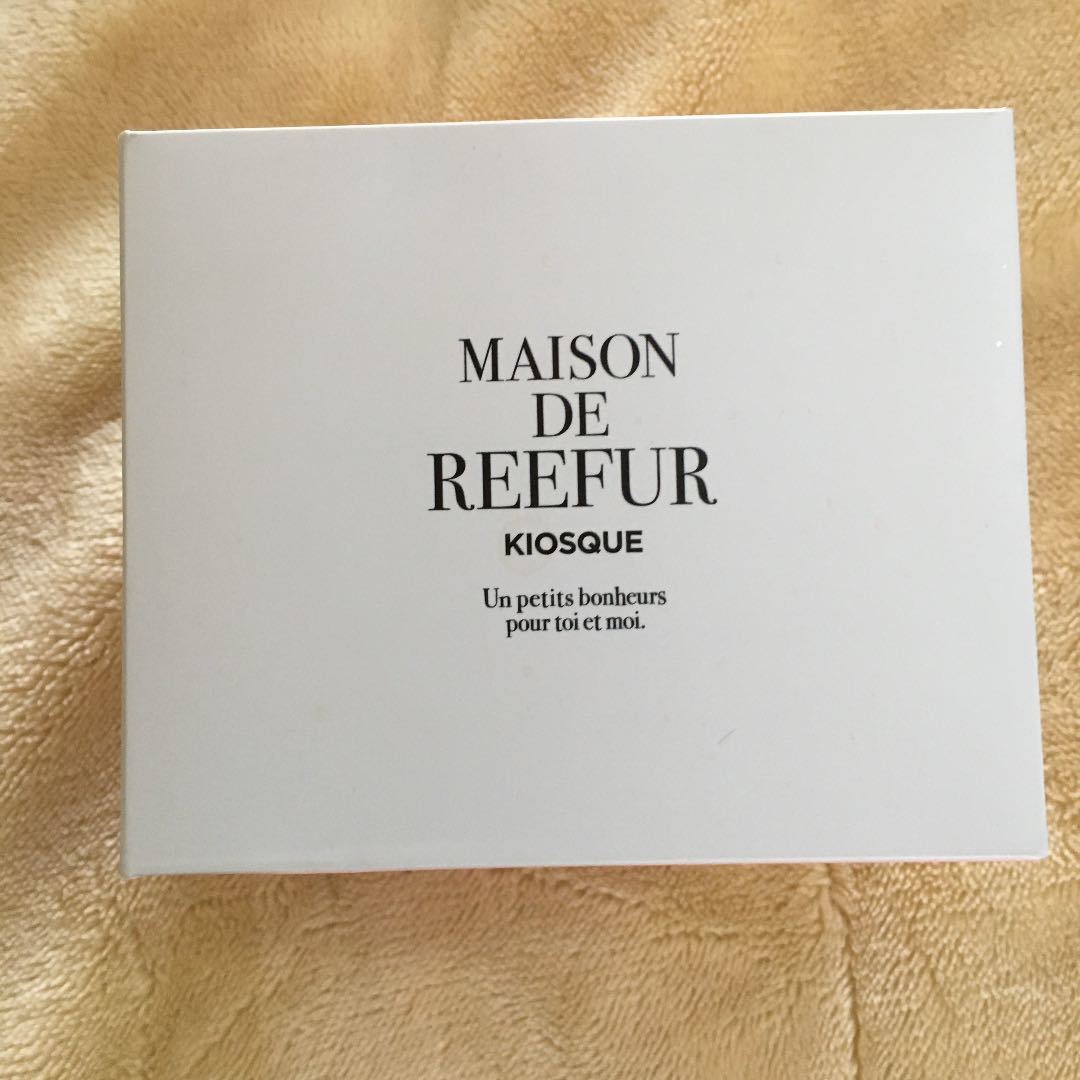 MAISON
DE
REEFUR
KIOSQUE
Un petits bonheurs
pour toi et moi.